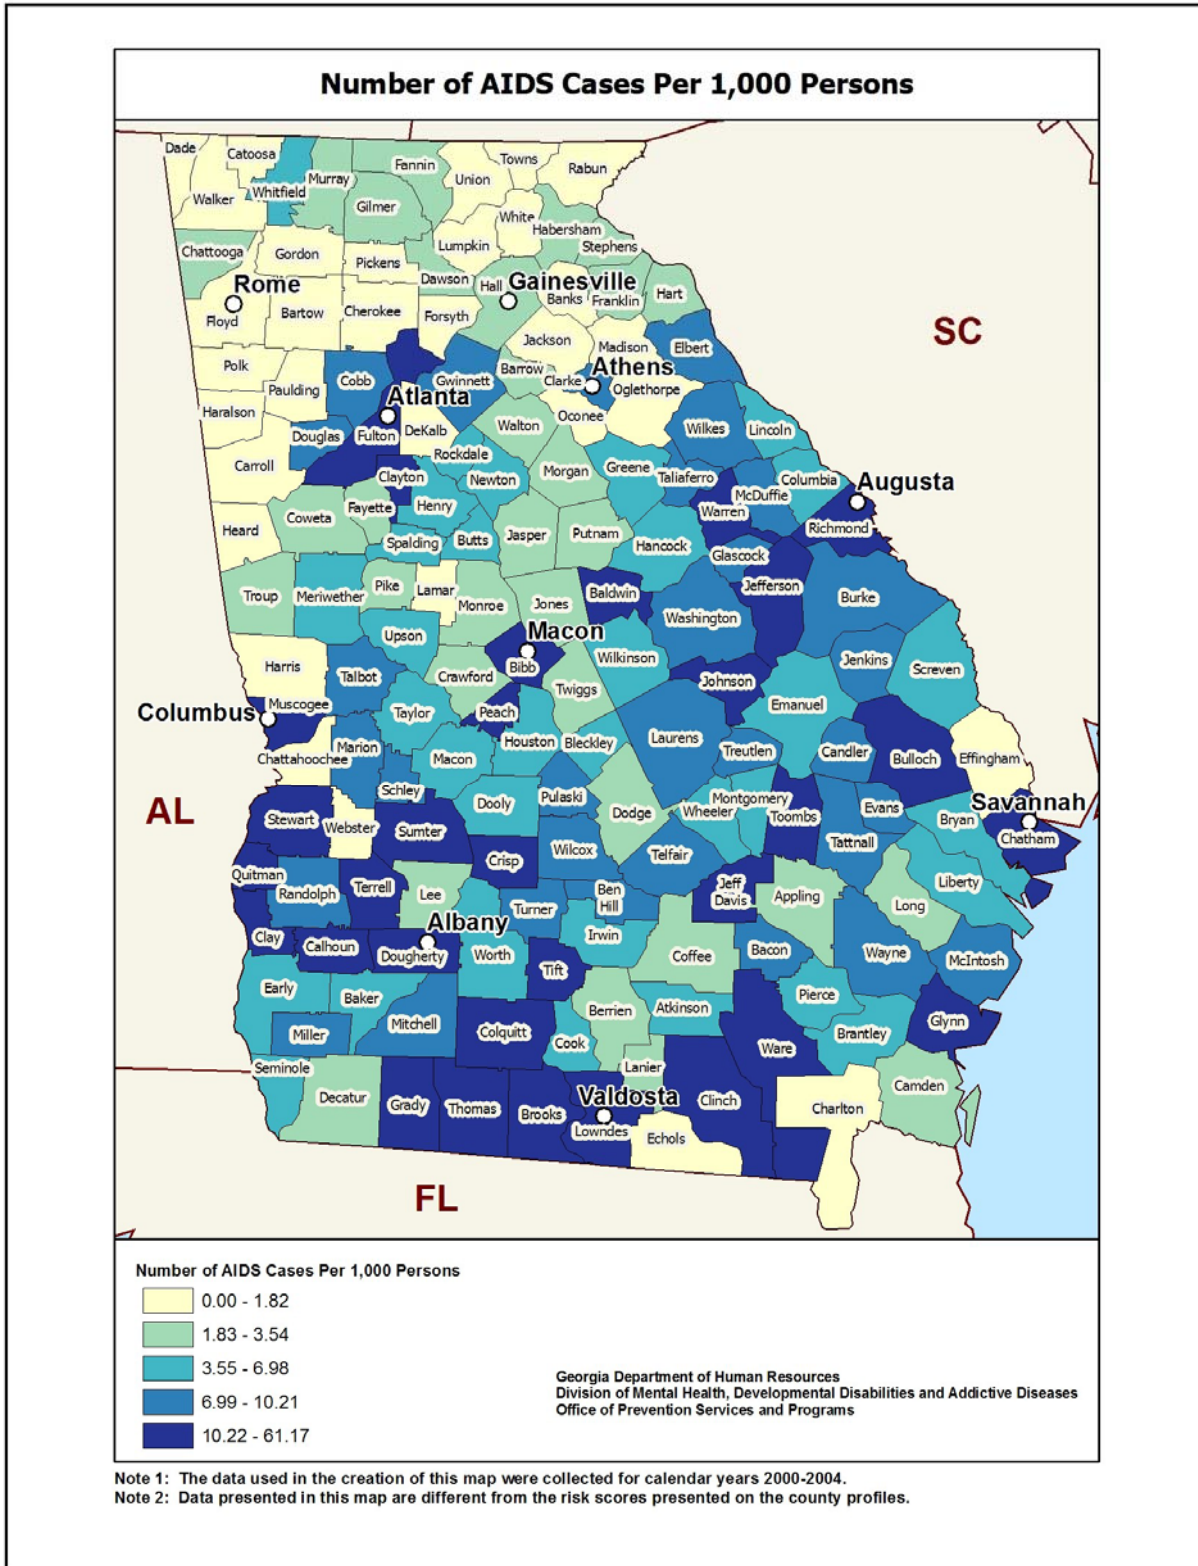 Number of AIDS Cases Per 1,000 Persons
Dade
Catoosa
Whitfield
Murray
Fannin
Union
Towns
Rabun
Walker
Gilmer
White
Habersham
Stephens
Lumpkin
Chattooga
Gordon
Pickens
Dawson
Hall
Gainesville
Banks
Franklin
Hart
Rome
Floyd
Bartow
Cherokee
Forsyth
Jackson
Madison
Elbert
SC
Polk
Paulding
Cobb
Gwinnett
Barrow
Clarke
Athens
Oglethorpe
Atlanta
Haralson
Douglas
Fulton
DeKalb
Walton
Oconee
Wilkes
Lincoln
Carroll
Clayton
Rockdale
Newton
Morgan
Greene
Taliaferro
McDuffie
Columbia
Augusta
Heard
Coweta
Fayette
Henry
Spalding
Butts
Jasper
Putnam
Hancock
Warren
Glascock
Richmond
Troup
Meriwether
Pike
Lamar
Monroe
Jones
Baldwin
Washington
Jefferson
Burke
Upson
Macon
Bibb
Wilkinson
Harris
Talbot
Crawford
Twiggs
Johnson
Jenkins
Screven
Columbus
Muscogee
Taylor
Peach
Houston
Bleckley
Laurens
Emanuel
Chattahoochee
Marion
Macon
Treutlen
Candler
Bulloch
Effingham
AL
Stewart
Webster
Schley
Sumter
Dooly
Pulaski
Dodge
Wheeler
Montgomery
Toombs
Evans
Tattnall
Bryan
Savannah
Chatham
Quitman
Randolph
Terrell
Lee
Crisp
Wilcox
Telfair
Jeff
Davis
Appling
Long
Liberty
Clay
Calhoun
Albany
Dougherty
Worth
Turner
Ben
Hill
Irwin
Tift
Coffee
Bacon
Wayne
McIntosh
Early
Baker
Miller
Mitchell
Colquitt
Cook
Berrien
Atkinson
Pierce
Brantley
Glynn
Ware
Seminole
Decatur
Grady
Thomas
Brooks
Valdosta
Lowndes
Lanier
Echols
Clinch
Charlton
Camden
FL
Number of AIDS Cases Per 1,000 Persons
0.00 - 1.82
1.83 - 3.54
3.55 - 6.98
6.99 - 10.21
10.22 - 61.17
Georgia Department of Human Resources
Division of Mental Health, Developmental Disabilities and Addictive Diseases
Office of Prevention Services and Programs
Note 1:  The data used in the creation of this map were collected for calendar years 2000-2004.
Note 2:  Data presented in this map are different from the risk scores presented on the county profiles.